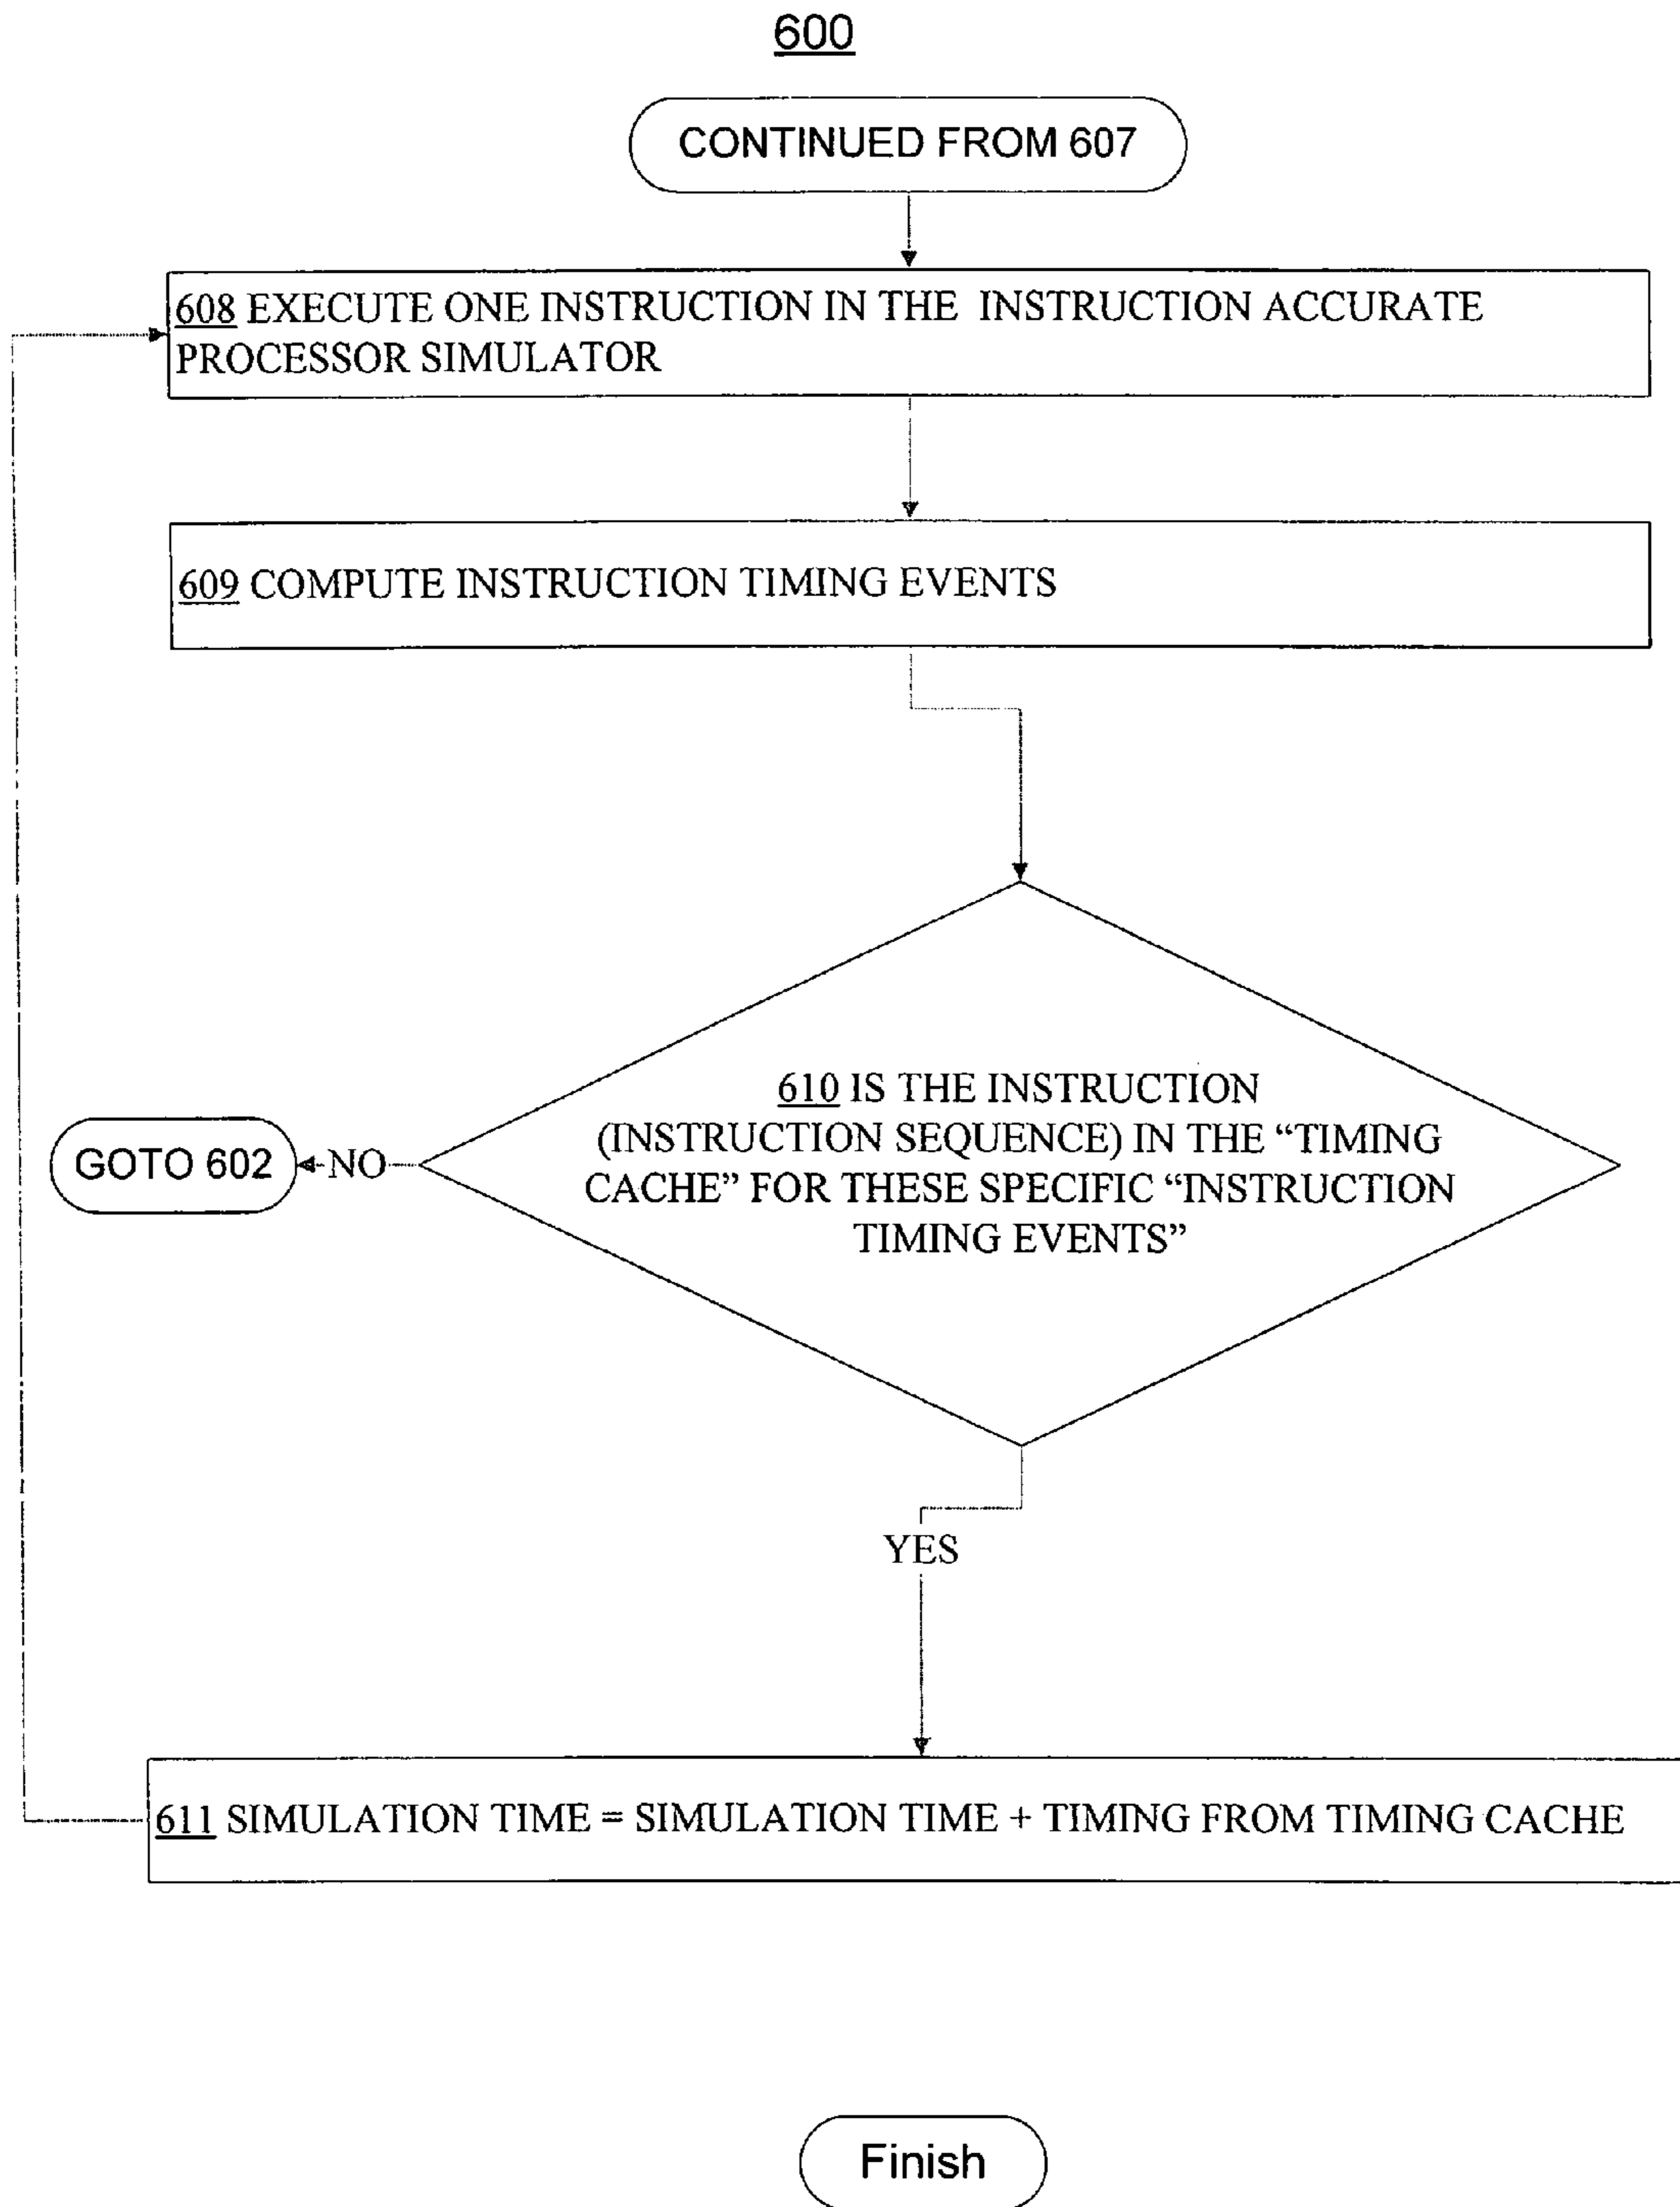 600
CONTINUED FROM 607
608 EXECUTE ONE INSTRUCTION IN THE INSTRUCTION ACCURATE
PROCESSOR SIMULATOR
609 COMPUTE INSTRUCTION TIMING EVENTS
610 IS THE INSTRUCTION
(INSTRUCTION SEQUENCE) IN THE “TIMING
CACHE” FOR THESE SPECIFIC “INSTRUCTION
TIMING EVENTS”
GOTO 602
NO
YES
611 SIMULATION TIME = SIMULATION TIME + TIMING FROM TIMING CACHE
Finish